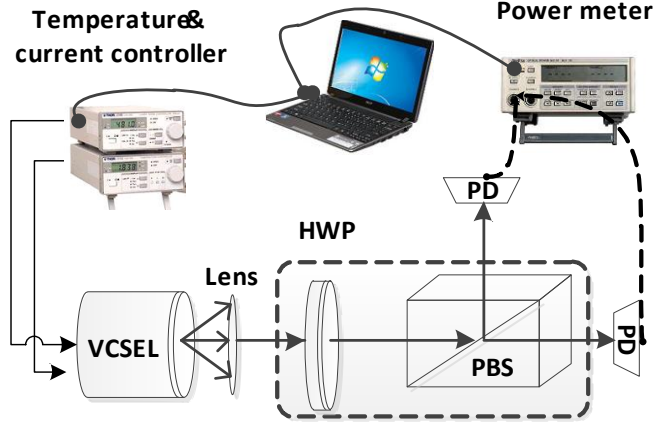 Temperature&
current controller
Power meter
PD
HWP
Lens
VCSEL
PBS
PD